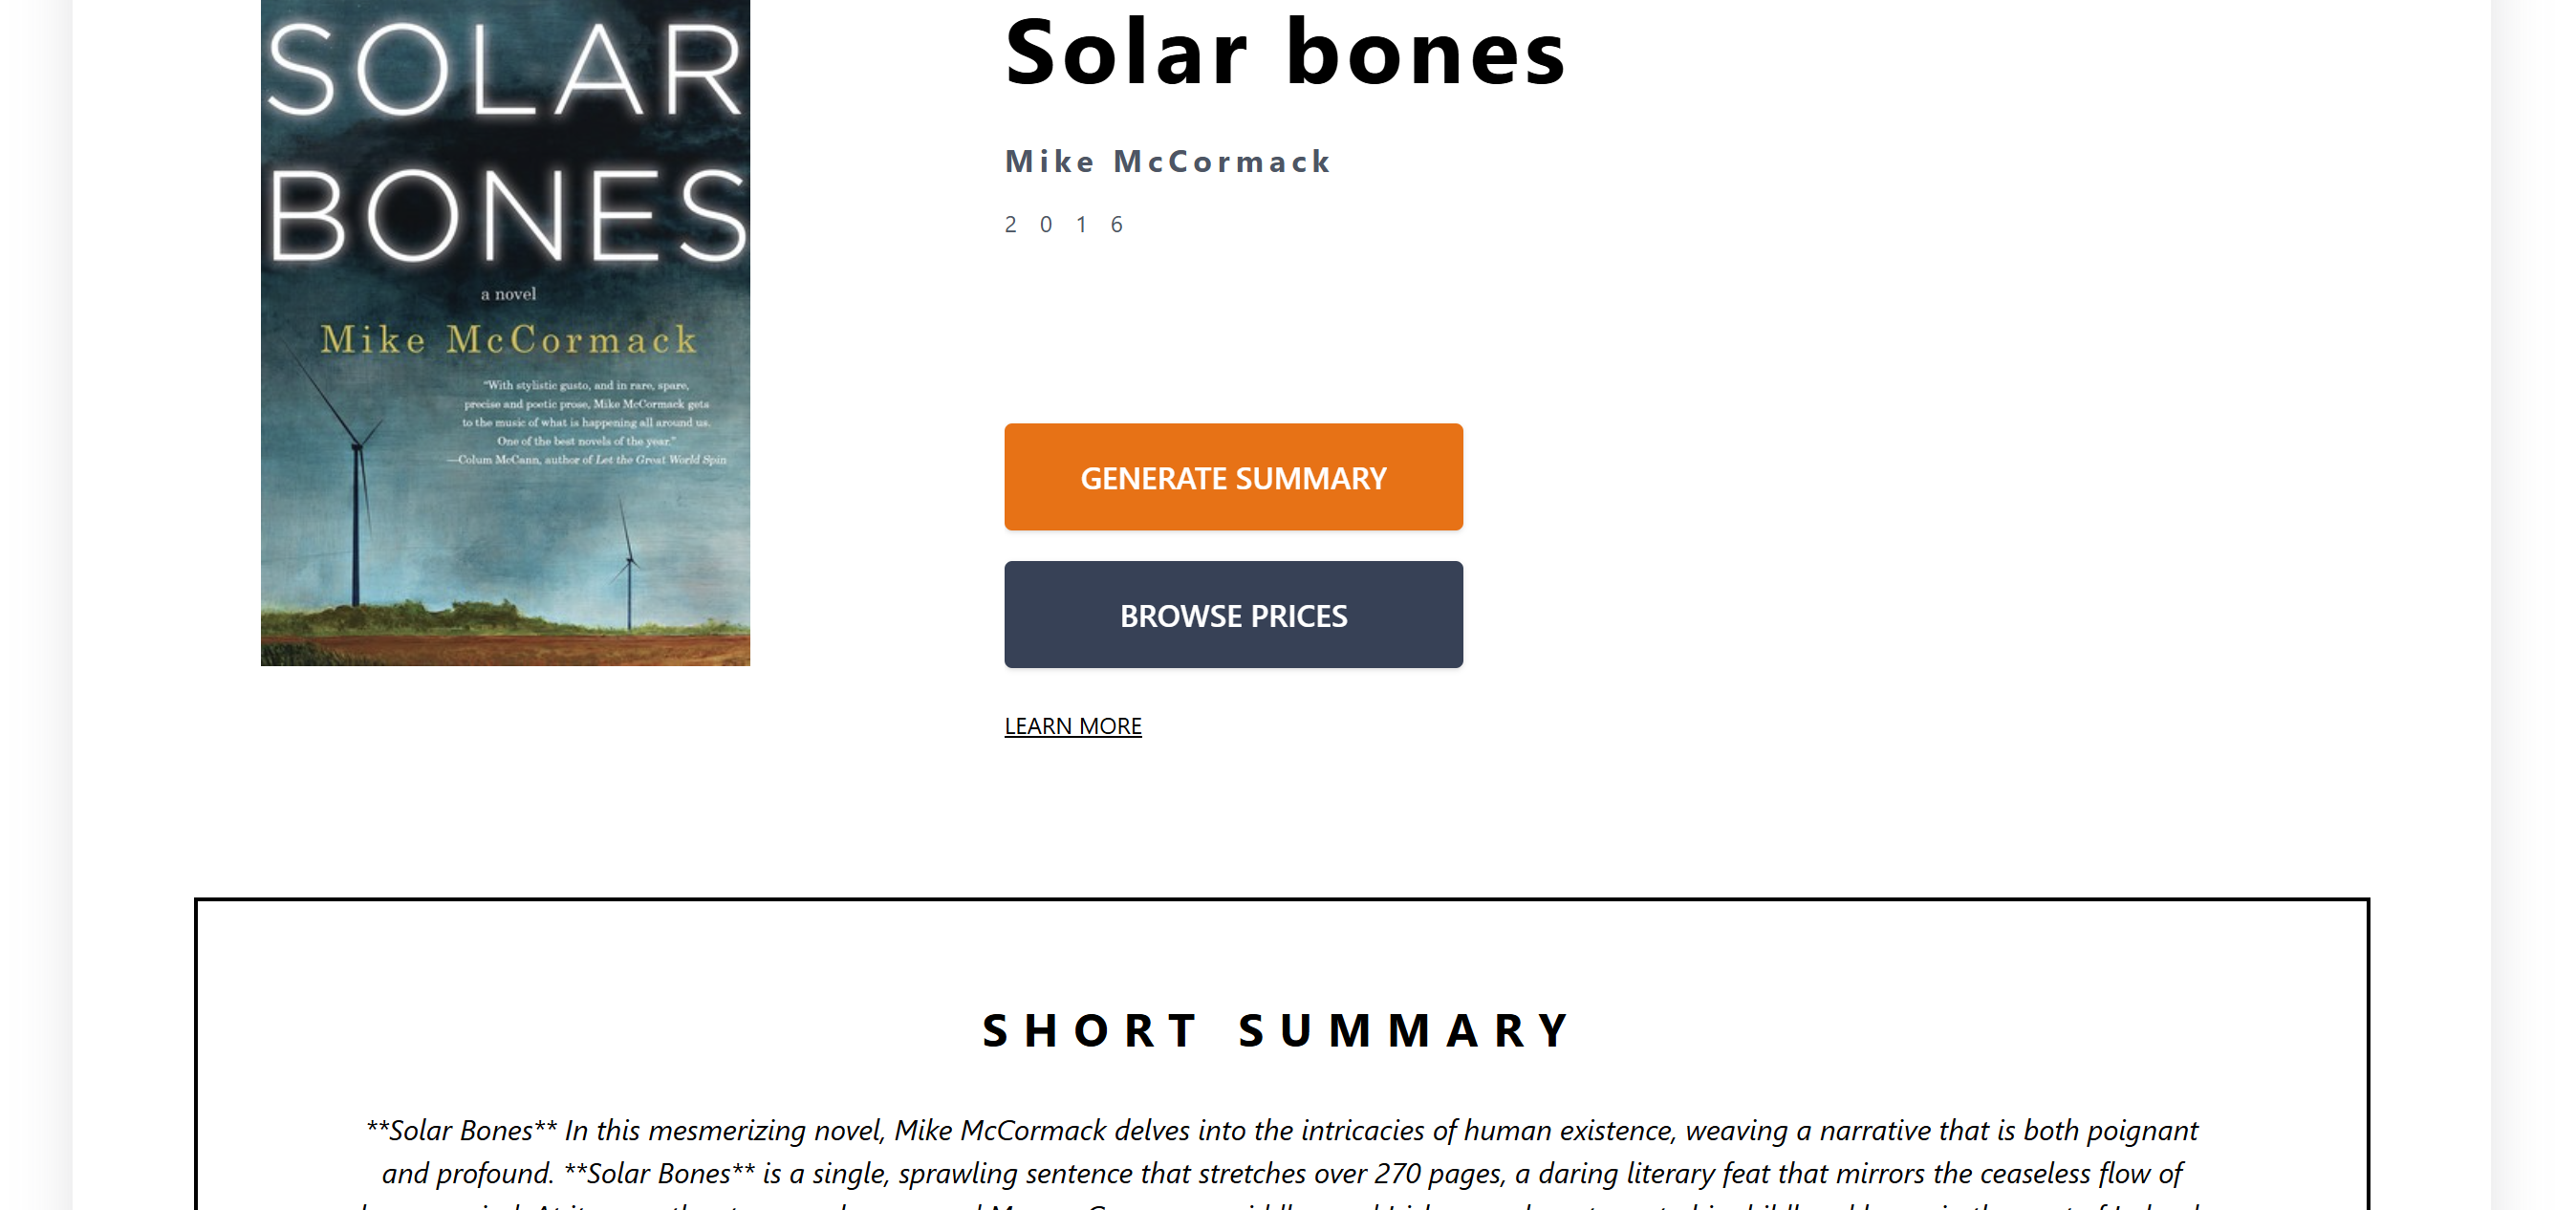 SOLAR
BONES
a novel
Mike McCormack
"With stylistic gusto, and in rare, spare,
precise and poetic prose, Mike McCormack gets
to the music of what is happening all around us.
One of the best novels of the year."
—Colum McCann, author of Let the Great World Spin
Solar bones
Mike McCormack
2016
GENERATE SUMMARY
BROWSE PRICES
LEARN MORE
SHORT SUMMARY
**Solar Bones** In this mesmerizing novel, Mike McCormack delves into the intricacies of human existence, weaving a narrative that is both poignant
and profound. **Solar Bones** is a single, sprawling sentence that stretches over 270 pages, a daring literary feat that mirrors the ceaseless flow of